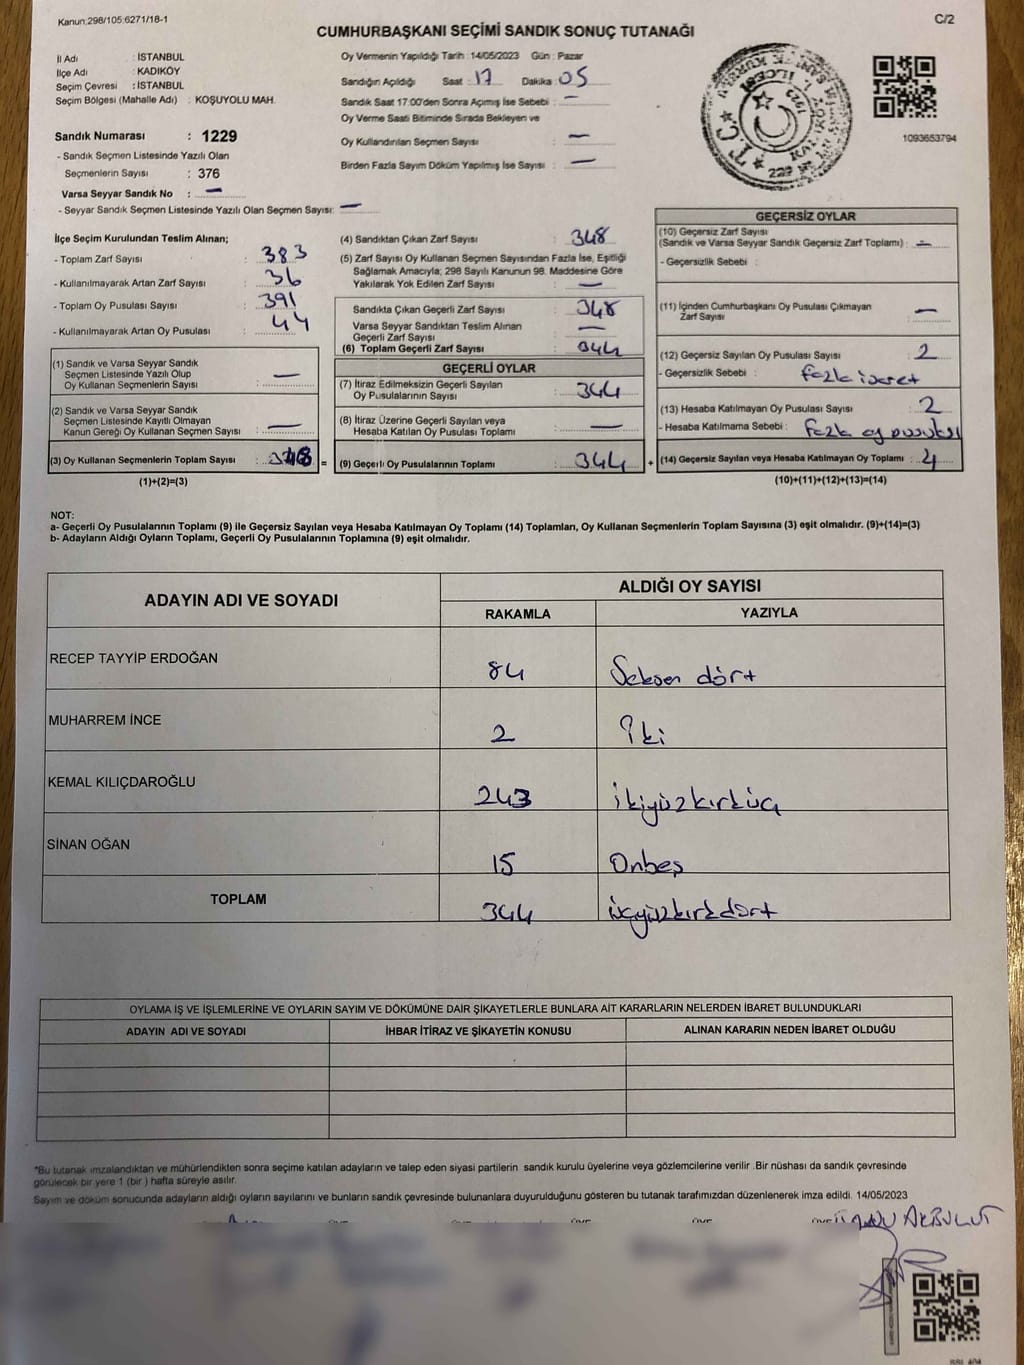 Kanun:298/105:6271/18-1
C/2
CUMHURBAŞKANI SEÇİMİ SANDIK SONUÇ TUTANAĞI
İl Adı : İSTANBUL
İlçe Adı : KADIKÖY
Seçim Çevresi : İSTANBUL
Seçim Bölgesi (Mahalle Adı) : KOŞUYOLU MAH.
Sandık Numarası : 1229
- Sandık Seçmen Listesinde Yazılı Olan
Seçmenlerin Sayısı : 376
Varsa Seyyar Sandık No : —
- Seyyar Sandık Seçmen Listesinde Yazılı Olan Seçmen Sayısı: —
Oy Vermenin Yapıldığı Tarih :14/05/2023 Gün : Pazar
Sandığın Açıldığı Saat : 17 Dakika : 05
Sandık Saat 17:00'den Sonra Açımış İse Sebebi : —
Oy Verme Saati Bitiminde Sırada Bekleyen ve
Oy Kullandırılan Seçmen Sayısı : —
Birden Fazla Sayım Döküm Yapılmış İse Sayısı : —
T.C.
1093653794
İlçe Seçim Kurulundan Teslim Alınan;
- Toplam Zarf Sayısı : 383
- Kullanılmayarak Artan Zarf Sayısı : 36
- Toplam Oy Pusulası Sayısı : 391
- Kullanılmayarak Artan Oy Pusulası : 44
(1) Sandık ve Varsa Seyyar Sandık
Seçmen Listesinde Yazılı Olup
Oy Kullanan Seçmenlerin Sayısı : —
(2) Sandık ve Varsa Seyyar Sandık
Seçmen Listesinde Kayıtlı Olmayan
Kanun Gereği Oy Kullanan Seçmen Sayısı : —
(3) Oy Kullanan Seçmenlerin Toplam Sayısı : 348 =
(1)+(2)=(3)
(4) Sandıktan Çıkan Zarf Sayısı : 348
(5) Zarf Sayısı Oy Kullanan Seçmen Sayısından Fazla İse, Eşitliği
Sağlamak Amacıyla; 298 Sayılı Kanunun 98. Maddesine Göre
Yakılarak Yok Edilen Zarf Sayısı : —
Sandıkta Çıkan Geçerli Zarf Sayısı : 348
Varsa Seyyar Sandıktan Teslim Alınan
Geçerli Zarf Sayısı : —
(6) Toplam Geçerli Zarf Sayısı : 344
GEÇERLİ OYLAR
(7) İtiraz Edilmeksizin Geçerli Sayılan
Oy Pusulalarının Sayısı : 344
(8) İtiraz Üzerine Geçerli Sayılan veya
Hesaba Katılan Oy Pusulası Toplamı : —
(9) Geçerli Oy Pusulalarının Toplamı : 344 +
GEÇERSİZ OYLAR
(10) Geçersiz Zarf Sayısı
(Sandık ve Varsa Seyyar Sandık Geçersiz Zarf Toplamı) : —
- Geçersizlik Sebebi :
(11) İçinden Cumhurbaşkanı Oy Pusulası Çıkmayan
Zarf Sayısı : —
(12) Geçersiz Sayılan Oy Pusulası Sayısı : 2
- Geçersizlik Sebebi : fazla işaret
(13) Hesaba Katılmayan Oy Pusulası Sayısı : 2
- Hesaba Katılmama Sebebi : fazla oy pusulası
(14) Geçersiz Sayılan veya Hesaba Katılmayan Oy Toplamı : 4
(10)+(11)+(12)+(13)=(14)
NOT:
a- Geçerli Oy Pusulalarının Toplamı (9) ile Geçersiz Sayılan veya Hesaba Katılmayan Oy Toplamı (14) Toplamları, Oy Kullanan Seçmenlerin Toplam Sayısına (3) eşit olmalıdır. (9)+(14)=(3)
b- Adayların Aldığı Oyların Toplamı, Geçerli Oy Pusulalarının Toplamına (9) eşit olmalıdır.
ADAYIN ADI VE SOYADI
ALDIĞI OY SAYISI
RAKAMLA YAZIYLA
RECEP TAYYİP ERDOĞAN 84 Seksen dört
MUHARREM İNCE 2 İki
KEMAL KILIÇDAROĞLU 243 ikiyüzkırküç
SİNAN OĞAN 15 Onbeş
TOPLAM 344 üçyüzkırkdört
OYLAMA İŞ VE İŞLEMLERİNE VE OYLARIN SAYIM VE DÖKÜMÜNE DAİR ŞİKAYETLERLE BUNLARA AİT KARARLARIN NELERDEN İBARET BULUNDUKLARI
ADAYIN ADI VE SOYADI İHBAR İTİRAZ VE ŞİKAYETİN KONUSU ALINAN KARARIN NEDEN İBARET OLDUĞU
*Bu tutanak imzalandıktan ve mühürlendikten sonra seçime katılan adayların ve talep eden siyasi partilerin sandık kurulu üyelerine veya gözlemcilerine verilir .Bir nüshası da sandık çevresinde
görülecek bir yere 1 (bir ) hafta süreyle asılır.
Sayım ve döküm sonucunda adayların aldığı oyların sayılarını ve bunların sandık çevresinde bulunanlara duyurulduğunu gösteren bu tutanak tarafımızdan düzenlenerek imza edildi. 14/05/2023
AKBULUT